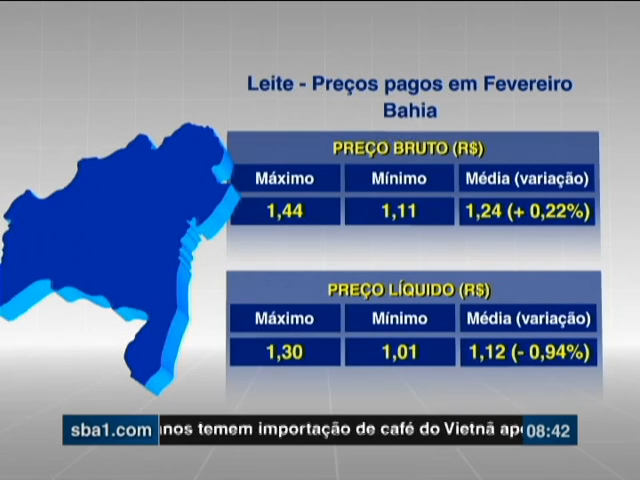 Leite - Preços pagos em Fevereiro
Bahia
PREÇO BRUTO (R$)
Máximo Mínimo Média (variação)
1,44 1,11 1,24 (+ 0,22%)
PREÇO LÍQUIDO (R$)
Máximo Mínimo Média (variação)
1,30 1,01 1,12 (- 0,94%)
sba1.com anos temem importação de café do Vietnã ape 08:42